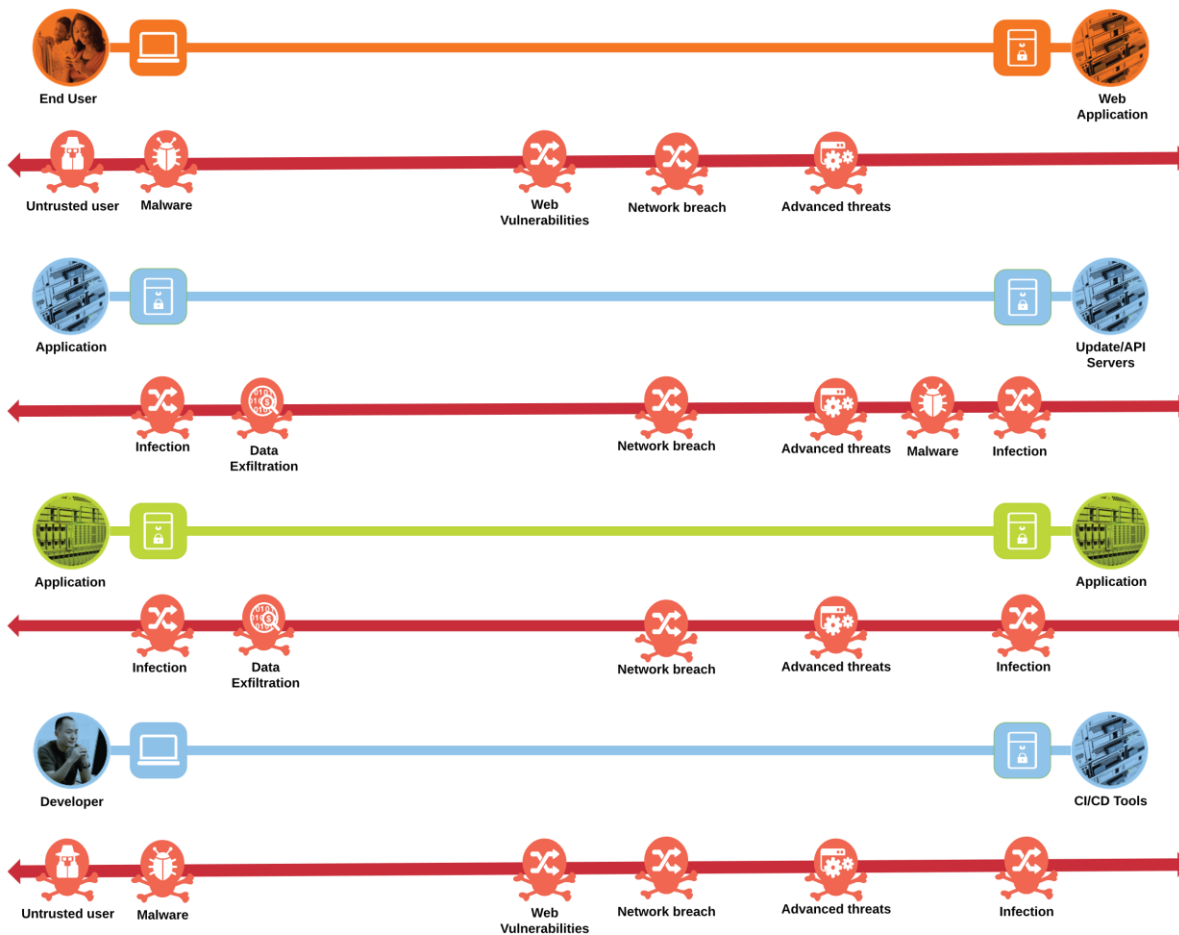 End User
Web
Application
Untrusted user
Malware
Web
Vulnerabilities
Network breach
Advanced threats
Application
Update/API
Servers
Infection
Data
Exfiltration
Network breach
Advanced threats
Malware
Infection
Application
Application
Infection
Data
Exfiltration
Network breach
Advanced threats
Infection
Developer
CI/CD Tools
Untrusted user
Malware
Web
Vulnerabilities
Network breach
Advanced threats
Infection